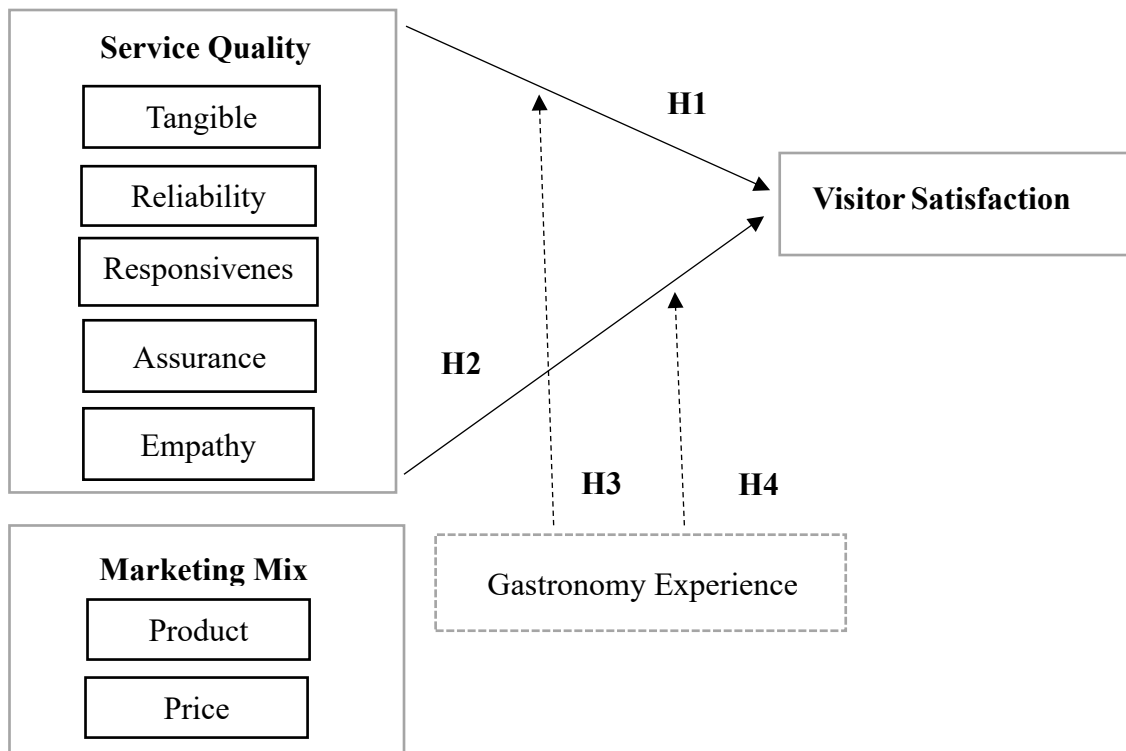 Service Quality
Tangible
Reliability
Responsivenes
Assurance
Empathy
H1
Visitor Satisfaction
H2
H3
H4
Marketing Mix
Product
Price
Gastronomy Experience